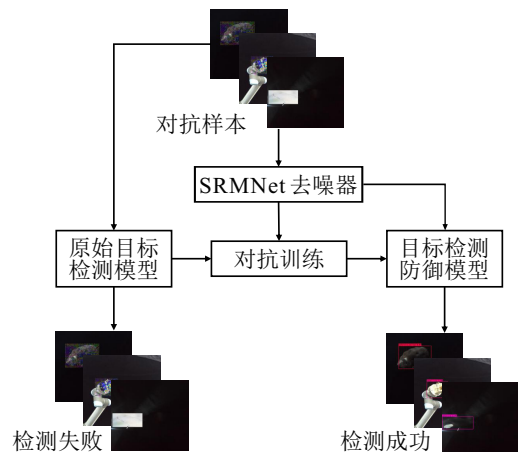 对抗样本
SRMNet 去噪器
原始目标
检测模型
对抗训练
目标检测
防御模型
检测失败
检测成功